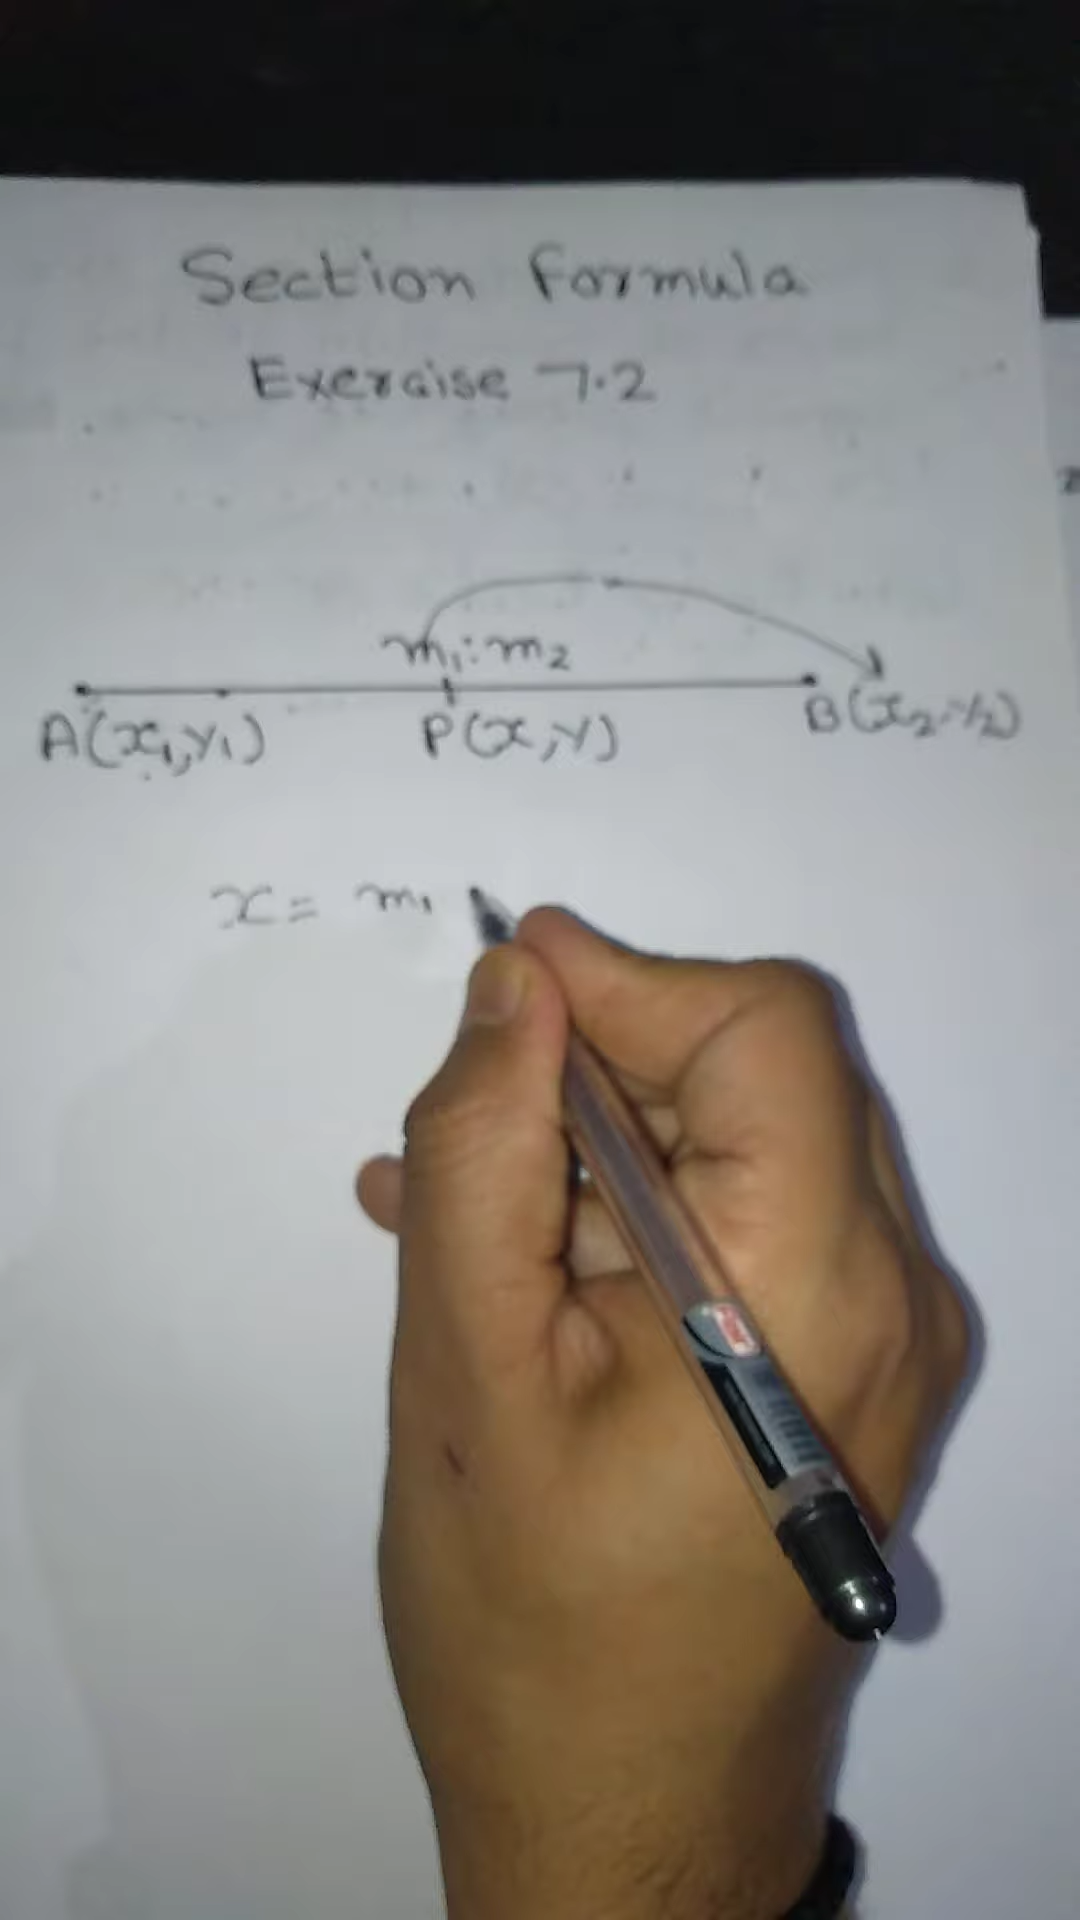 Section Formula
Exercise 7.2
m₁:m₂
A(x₁,y₁) P(x,y) B(x₂,y₂)
x= m₁